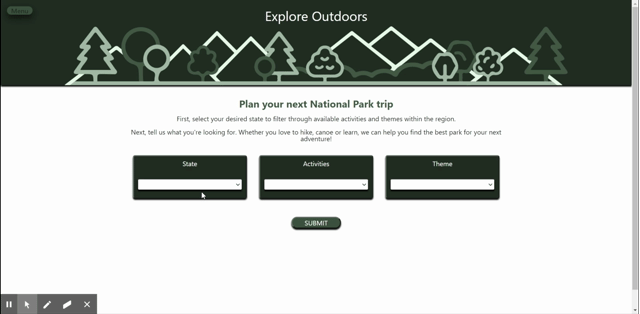 Menu
Explore Outdoors
Plan your next National Park trip
First, select your desired state to filter through available activities and themes within the region.
Next, tell us what you're looking for. Whether you love to hike, canoe or learn, we can help you find the best park for your next
adventure!
State
Activities
Theme
SUBMIT